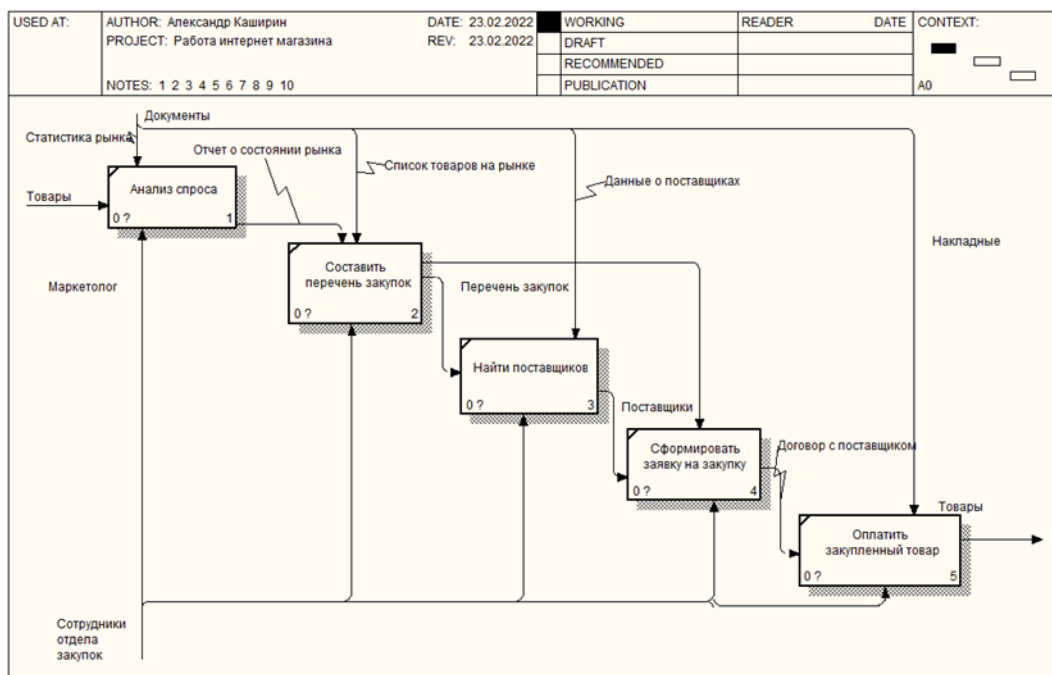 USED AT:
AUTHOR: Александр Каширин
DATE: 23.02.2022
WORKING
READER
DATE
CONTEXT:
PROJECT: Работа интернет магазина
REV: 23.02.2022
DRAFT
RECOMMENDED
NOTES: 1 2 3 4 5 6 7 8 9 10
PUBLICATION
A0
Документы
Статистика рынка
Отчет о состоянии рынка
Список товаров на рынке
Данные о поставщиках
Товары
Анализ спроса
0 ?
1
Накладные
Маркетолог
Составить
перечень закупок
0 ?
2
Перечень закупок
Найти поставщиков
0 ?
3
Поставщики
Сформировать
заявку на закупку
0 ?
4
Договор с поставщиком
Товары
Оплатить
закупленный товар
0 ?
5
Сотрудники
отдела
закупок